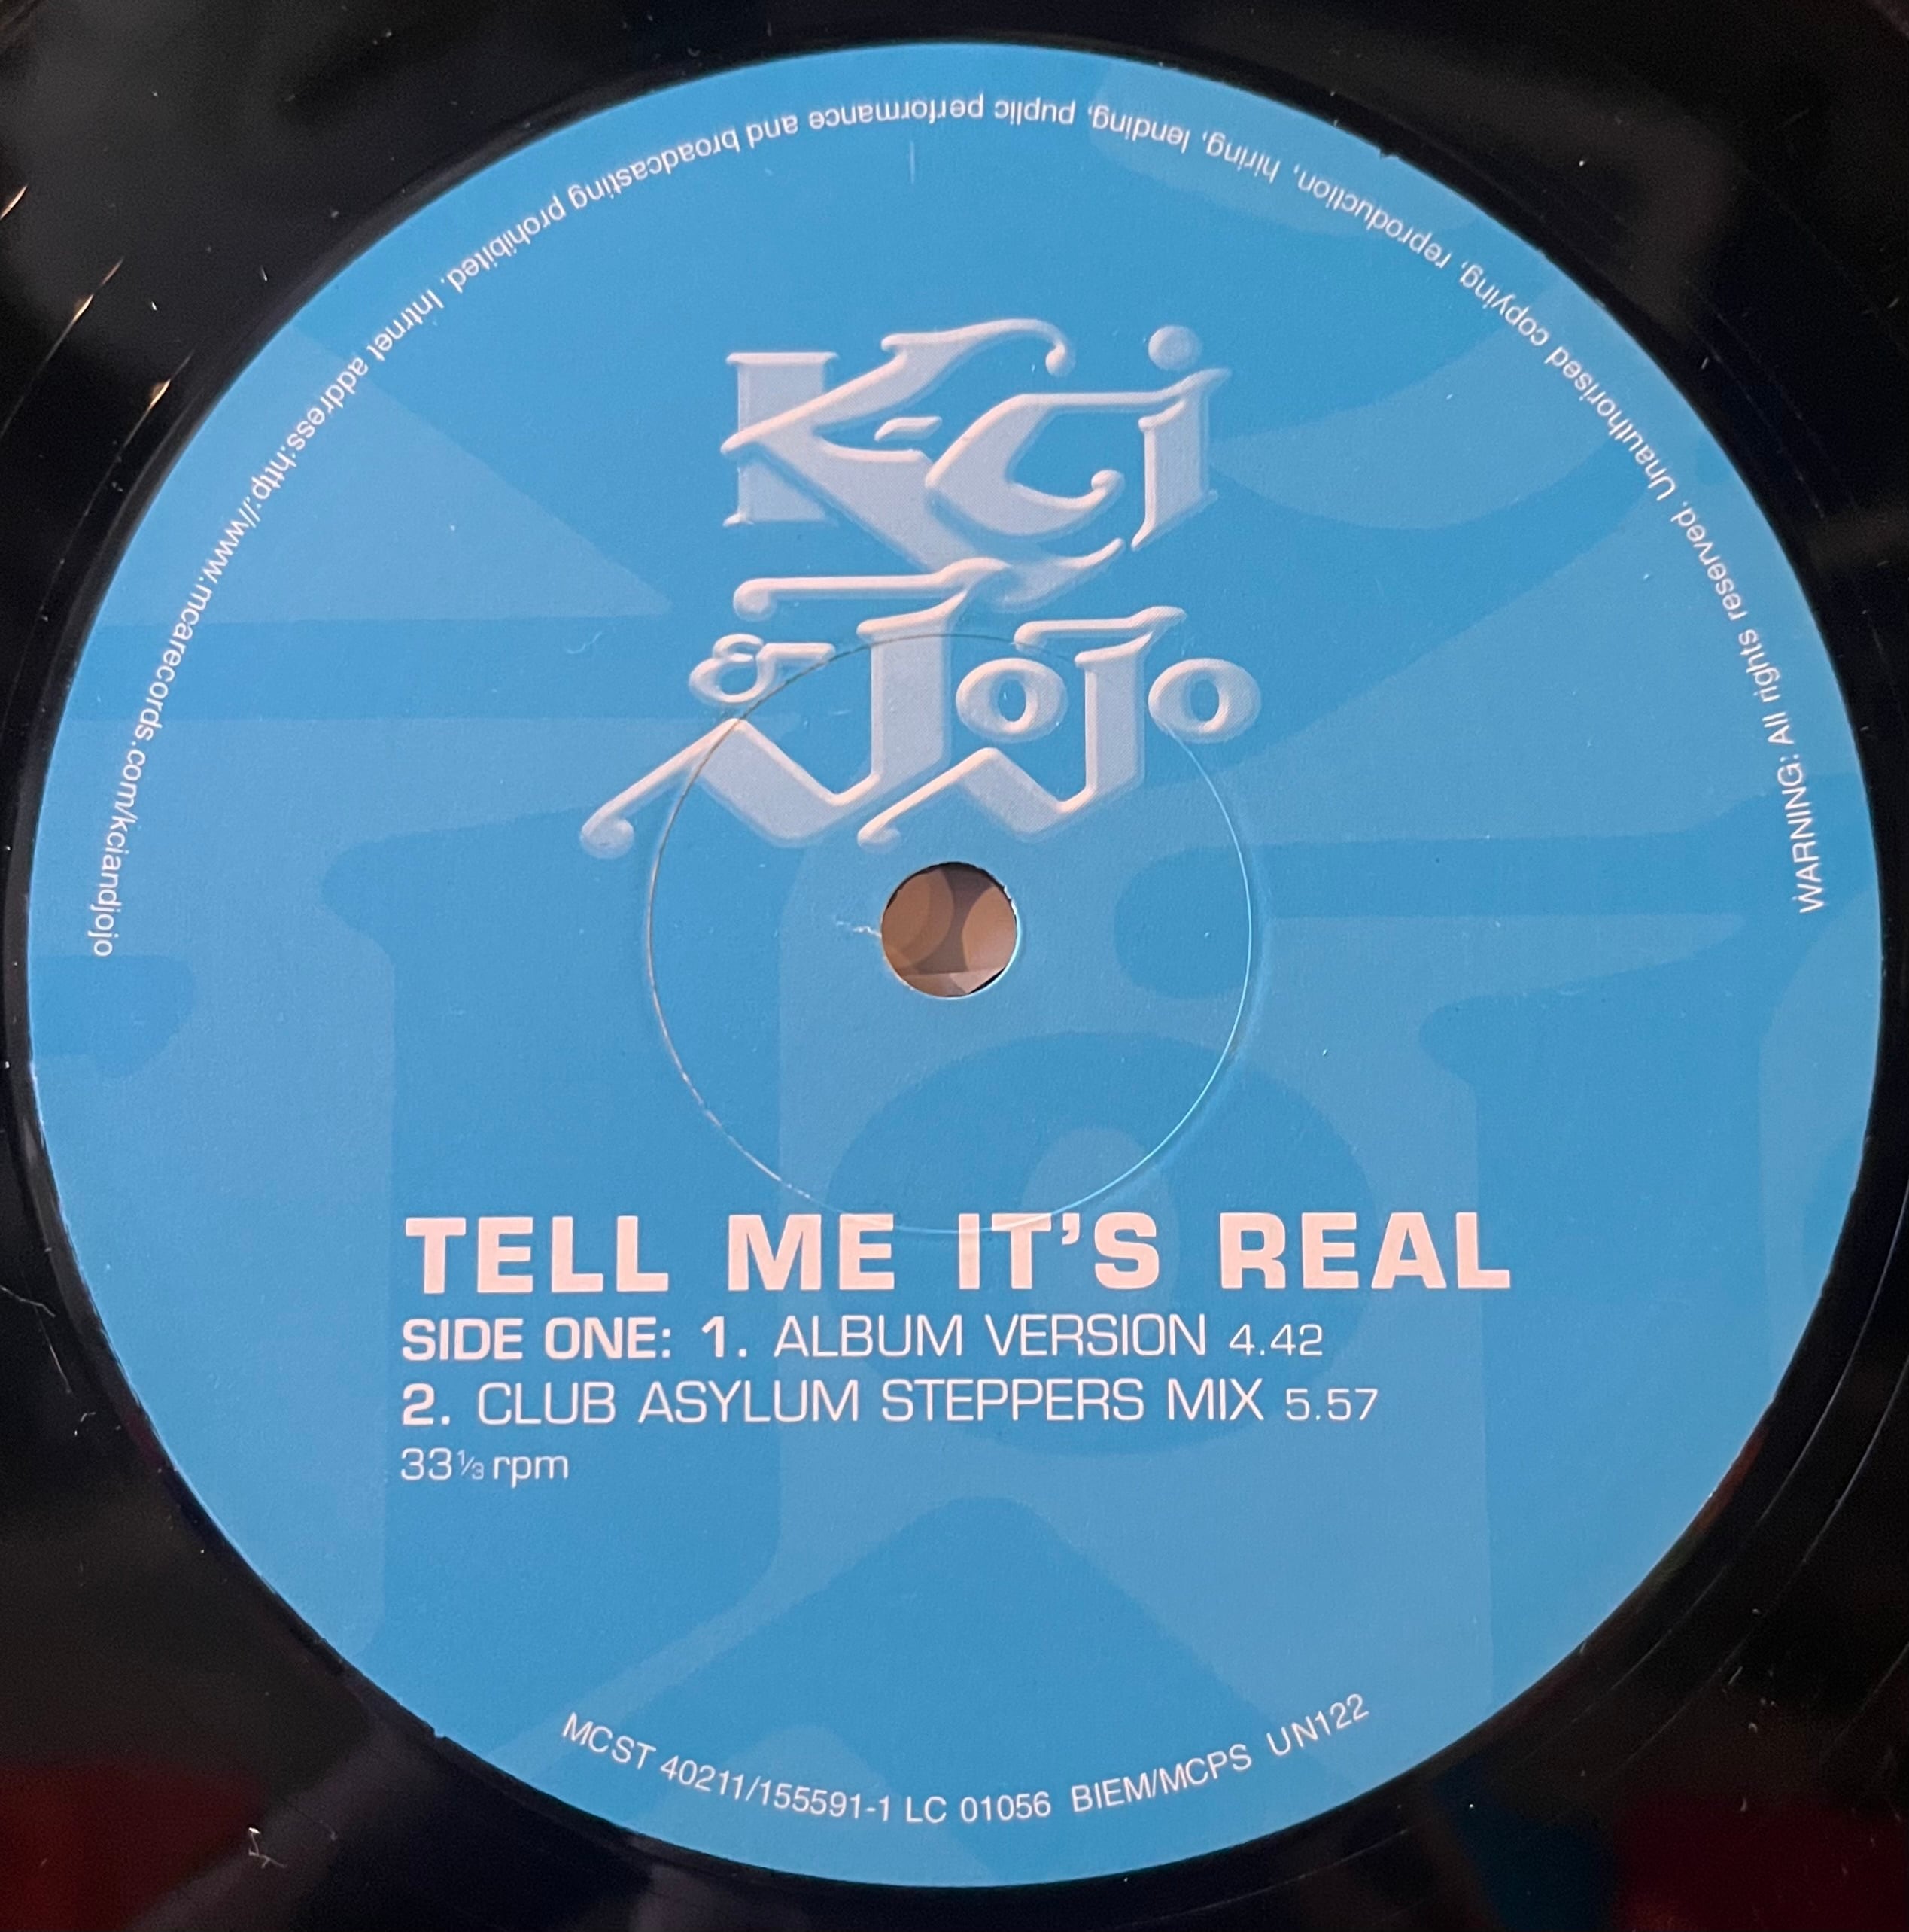 K-Ci
& JoJo
TELL ME IT'S REAL
SIDE ONE: 1. ALBUM VERSION 4.42
2. CLUB ASYLUM STEPPERS MIX 5.57
33⅓ rpm
MCST 40211/155591-1 LC 01056 BIEM/MCPS UN122
WARNING: All rights reserved. Unauthorised copying, reproduction, hiring, lending, public performance and broadcasting prohibited. Intrnet address:http://www.mcarecords.com/kciandjojo